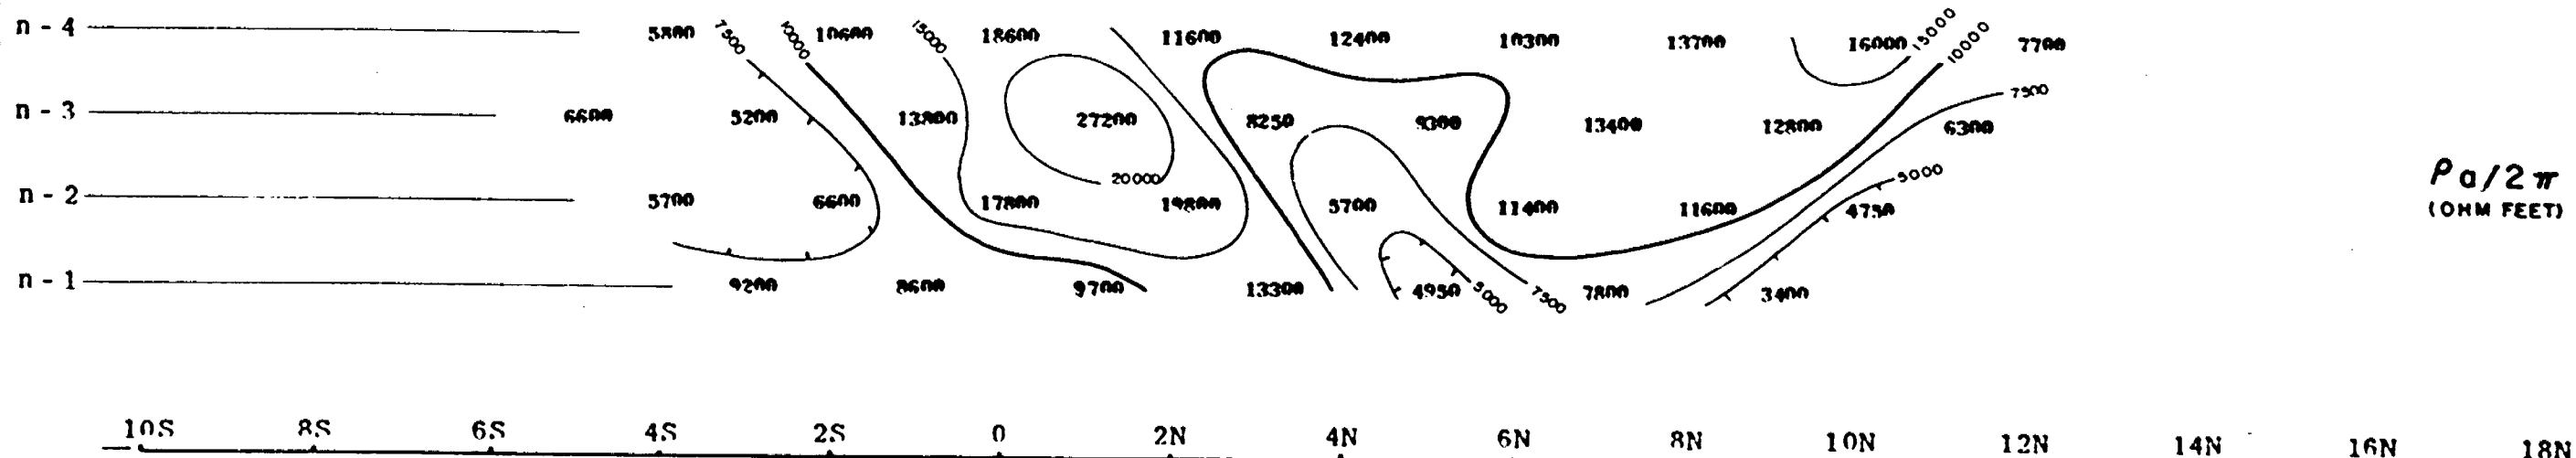 n - 4 5800 7500 10000 10600 15000 18600 11600 12400 10300 13700 16000 15000 10000 7700
n - 3 6600 5200 13800 27200 8250 9300 13400 12800 6300 7500
n - 2 5700 6600 17800 20000 19800 5700 11400 11600 4750 5000
n - 1 9200 8600 9700 13300 4950 5000 7500 7800 3400
ρa/2π
(OHM FEET)
10S 8S 6S 4S 2S 0 2N 4N 6N 8N 10N 12N 14N 16N 18N